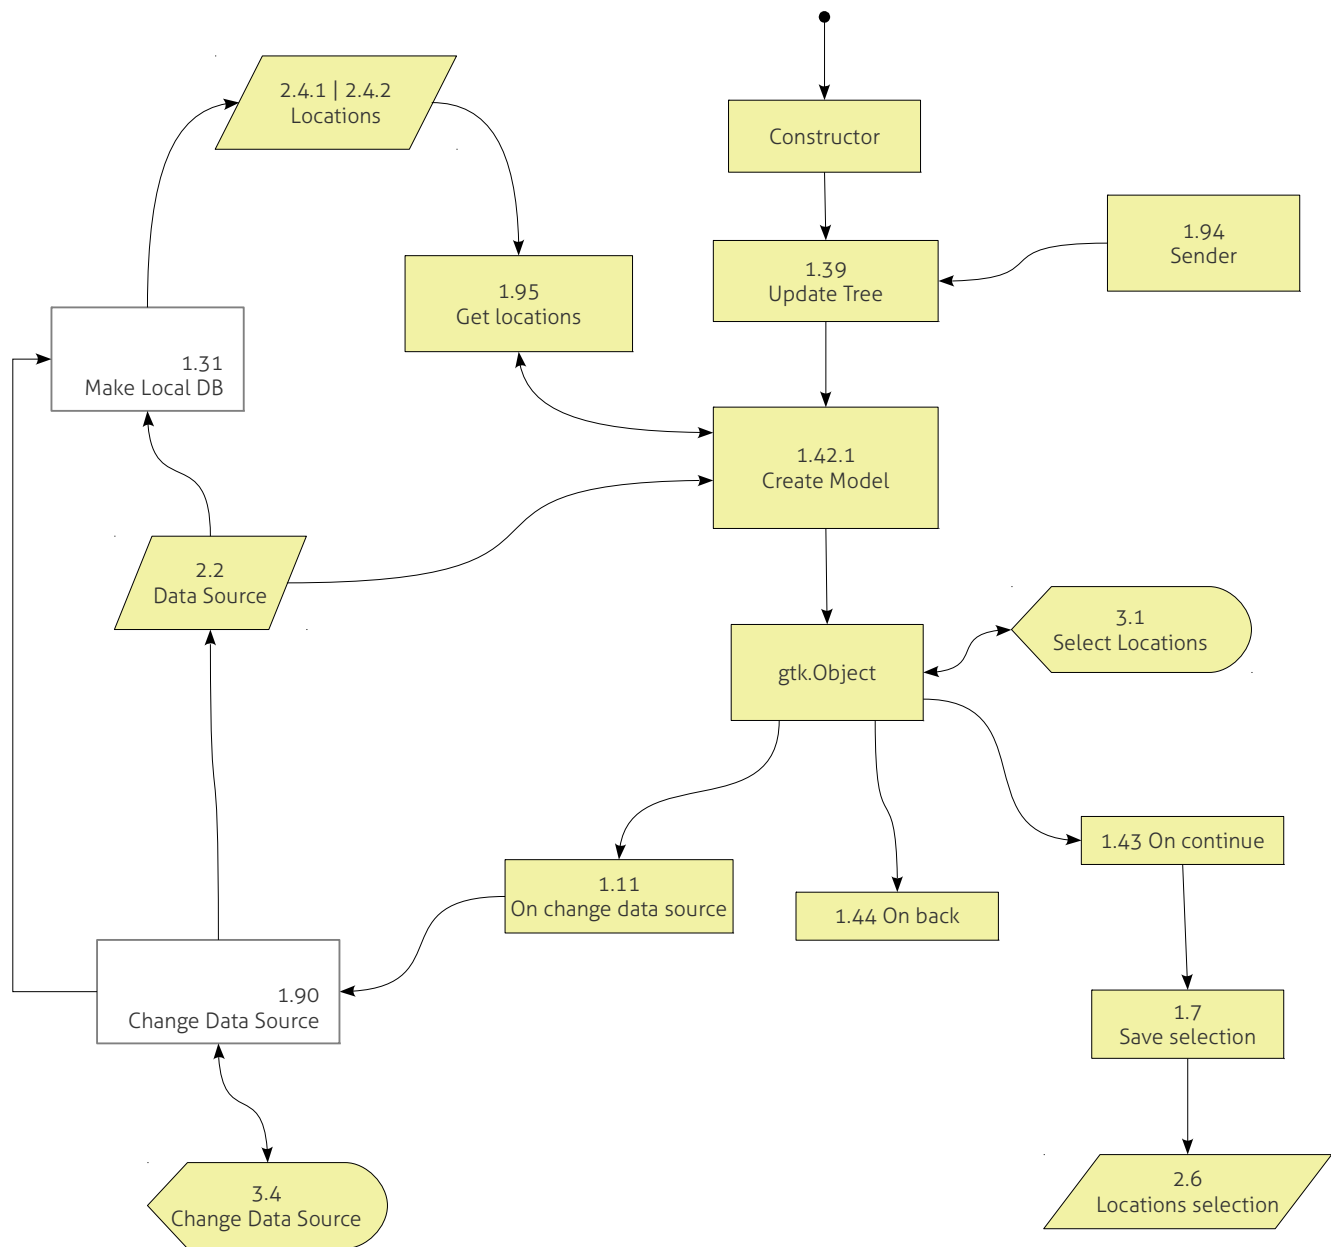 2.4.1 | 2.4.2
Locations
Constructor
1.94
Sender
1.39
Update Tree
1.95
Get locations
1.31
Make Local DB
1.42.1
Create Model
2.2
Data Source
3.1
Select Locations
gtk.Object
1.43 On continue
1.11
On change data source
1.44 On back
1.90
Change Data Source
1.7
Save selection
3.4
Change Data Source
2.6
Locations selection